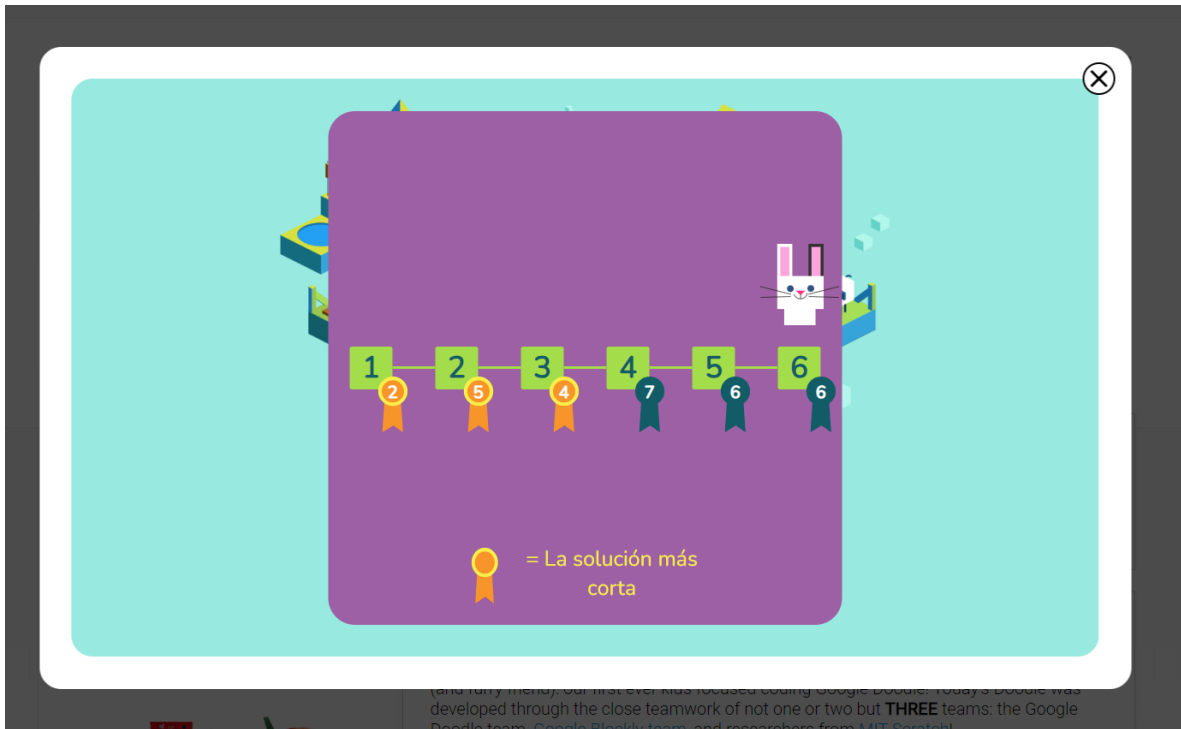 1 2 3 4 5 6
2 5 4 7 6 6
= La solución más
corta
(and furry friend): our first ever kids focused coding Google Doodle! Today's Doodle was
developed through the close teamwork of not one or two but THREE teams: the Google
Doodle team, Google Blockly team, and researchers from MIT Scratch!